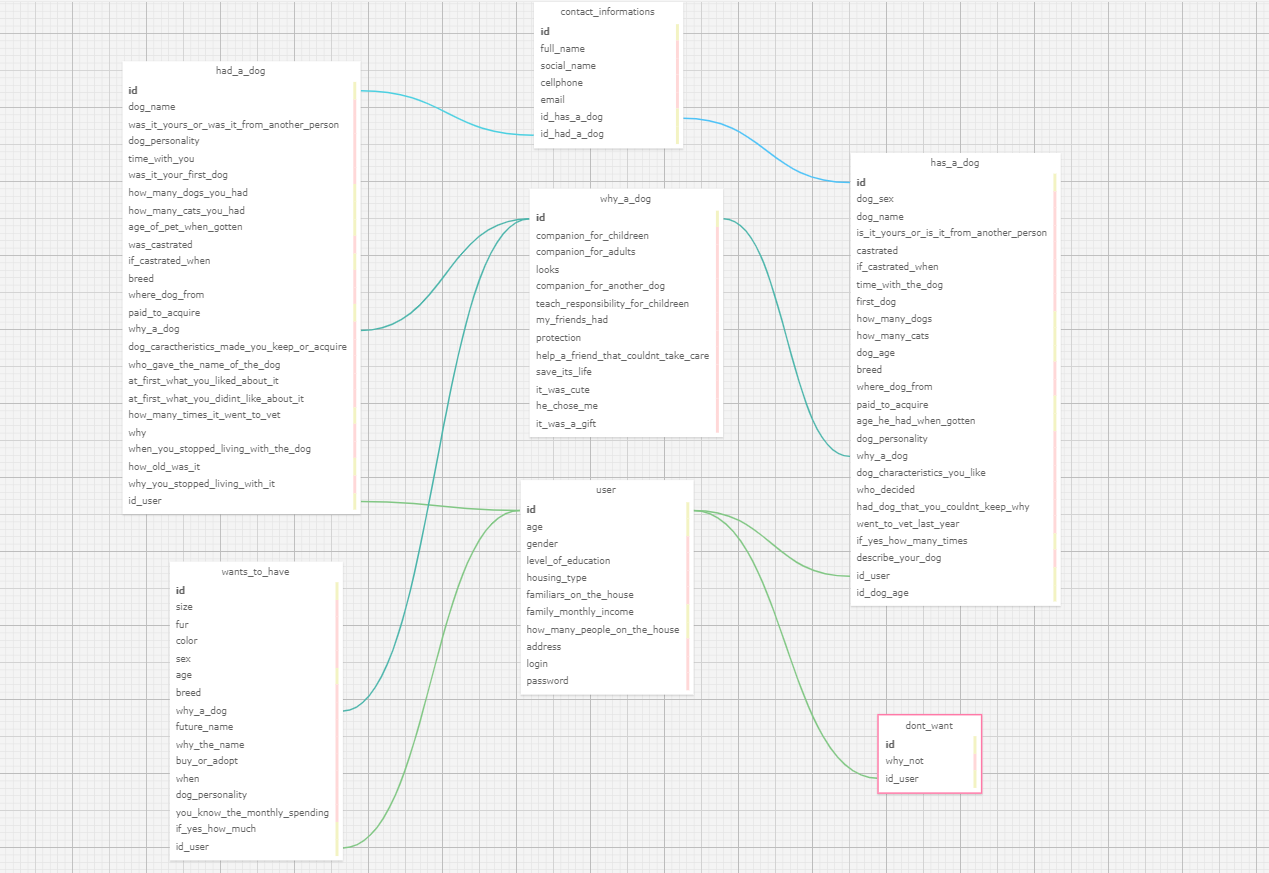 contact_informations
id
full_name
social_name
cellphone
email
id_has_a_dog
id_had_a_dog
had_a_dog
id
dog_name
was_it_yours_or_was_it_from_another_person
dog_personality
time_with_you
was_it_your_first_dog
how_many_dogs_you_had
how_many_cats_you_had
age_of_pet_when_gotten
was_castrated
if_castrated_when
breed
where_dog_from
paid_to_acquire
why_a_dog
dog_caractheristics_made_you_keep_or_acquire
who_gave_the_name_of_the_dog
at_first_what_you_liked_about_it
at_first_what_you_didint_like_about_it
how_many_times_it_went_to_vet
why
when_you_stopped_living_with_the_dog
how_old_was_it
why_you_stopped_living_with_it
id_user
has_a_dog
id
dog_sex
dog_name
is_it_yours_or_is_it_from_another_person
castrated
if_castrated_when
time_with_the_dog
first_dog
how_many_dogs
how_many_cats
dog_age
breed
where_dog_from
paid_to_acquire
age_he_had_when_gotten
dog_personality
why_a_dog
dog_characteristics_you_like
who_decided
had_dog_that_you_couldnt_keep_why
went_to_vet_last_year
if_yes_how_many_times
describe_your_dog
id_user
id_dog_age
why_a_dog
id
companion_for_childreen
companion_for_adults
looks
companion_for_another_dog
teach_responsibility_for_children
my_friends_had
protection
help_a_friend_that_couldnt_take_care
save_its_life
it_was_cute
he_chose_me
it_was_a_gift
user
id
age
gender
level_of_education
housing_type
familiars_on_the_house
family_monthly_income
how_many_people_on_the_house
address
login
password
wants_to_have
id
size
fur
color
sex
age
breed
why_a_dog
future_name
why_the_name
buy_or_adopt
when
dog_personality
you_know_the_monthly_spending
if_yes_how_much
id_user
dont_want
id
why_not
id_user